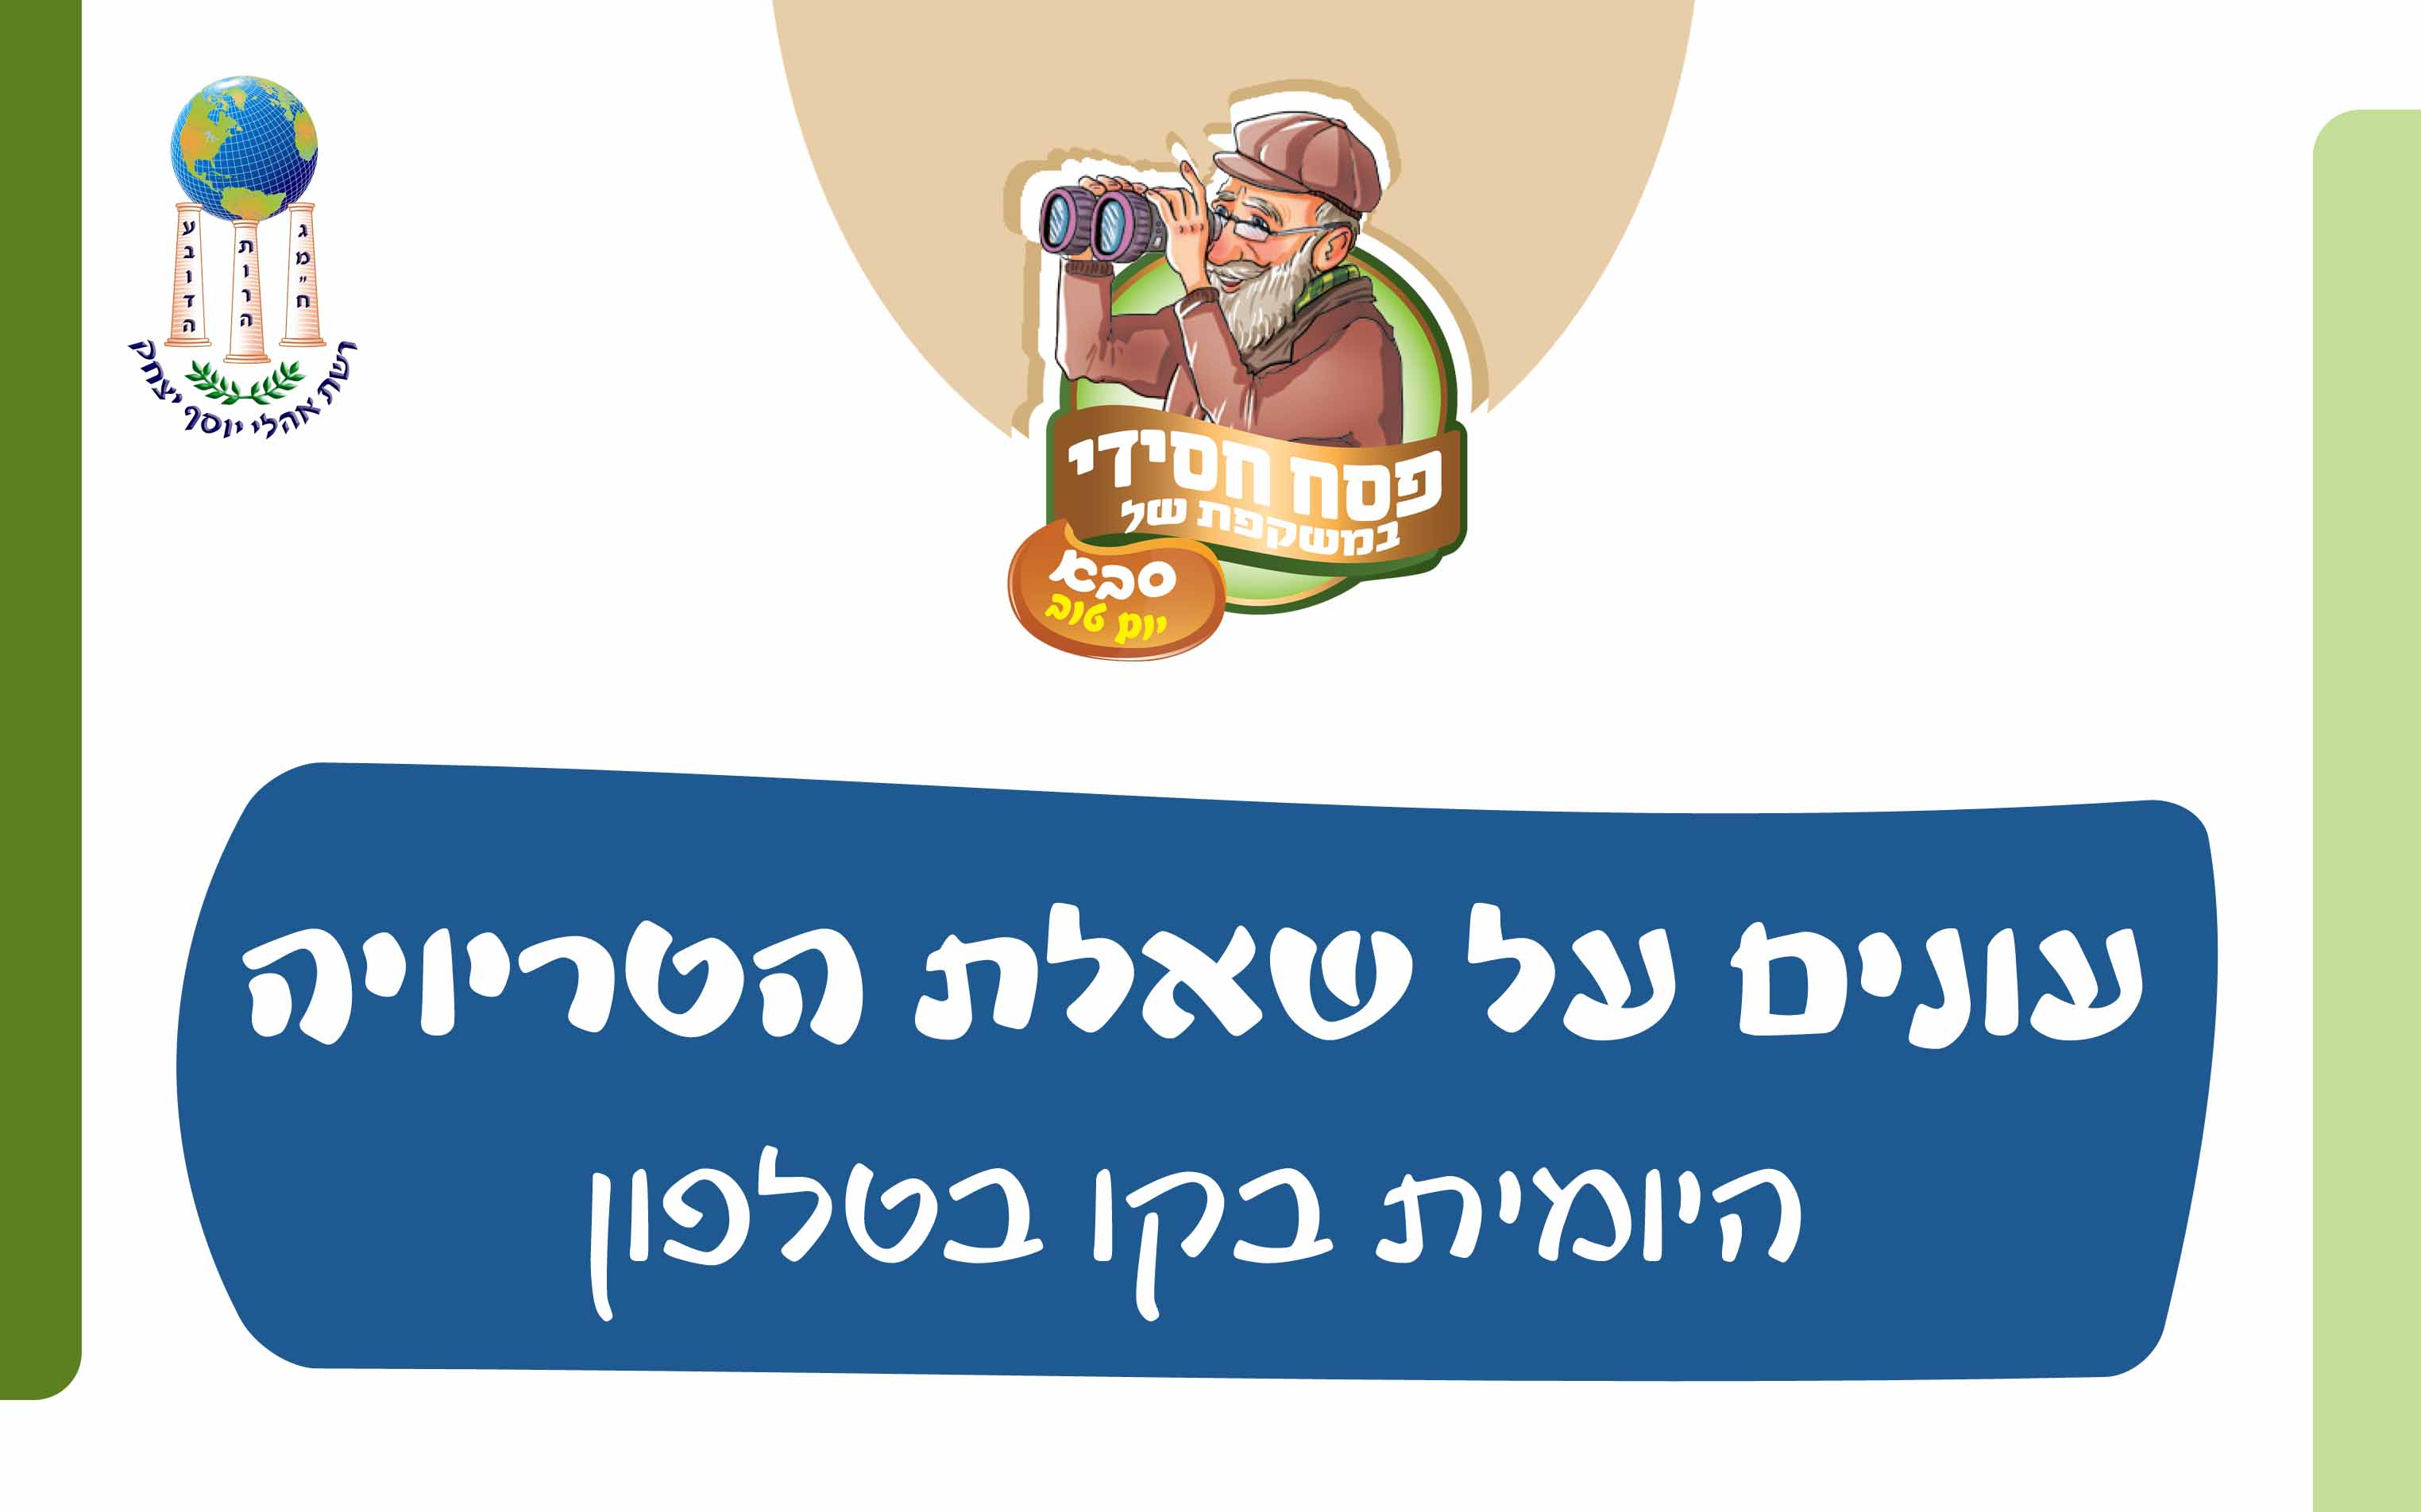 גמ"ח
תורה
עבודה
רשת אהלי יוסף יצחק
פסח חסידי
במשקפת של
סבא
יום טוב
עונים על שאלת הטריוויה
היומית בקו בטלפון